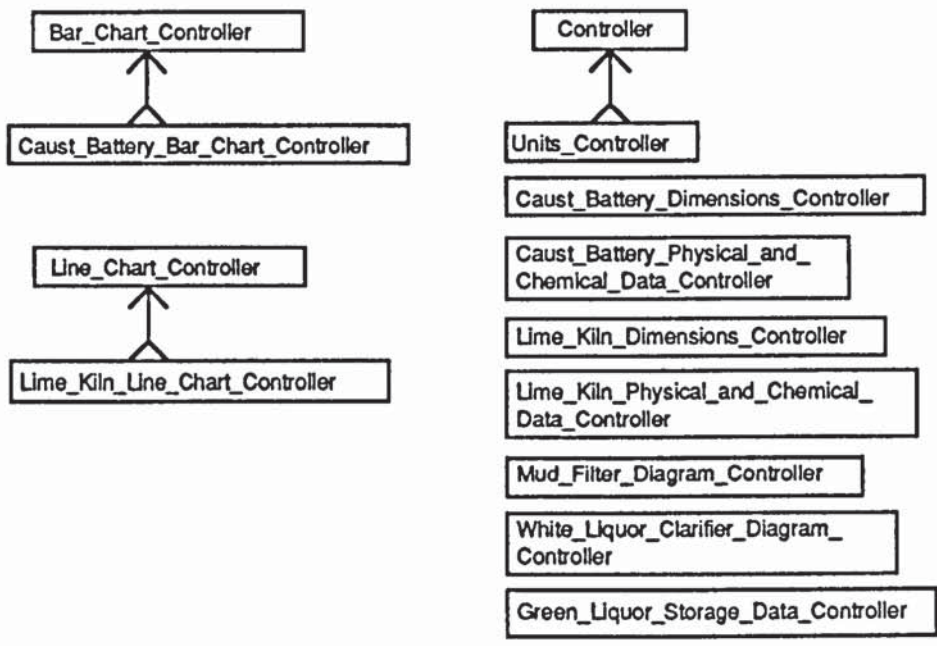 Bar_Chart_Controller
Caust_Battery_Bar_Chart_Controller
Line_Chart_Controller
Lime_Kiln_Line_Chart_Controller
Controller
Units_Controller
Caust_Battery_Dimensions_Controller
Caust_Battery_Physical_and_
Chemical_Data_Controller
Lime_Kiln_Dimensions_Controller
Lime_Kiln_Physical_and_Chemical_
Data_Controller
Mud_Filter_Diagram_Controller
White_Liquor_Clarifier_Diagram_
Controller
Green_Liquor_Storage_Data_Controller